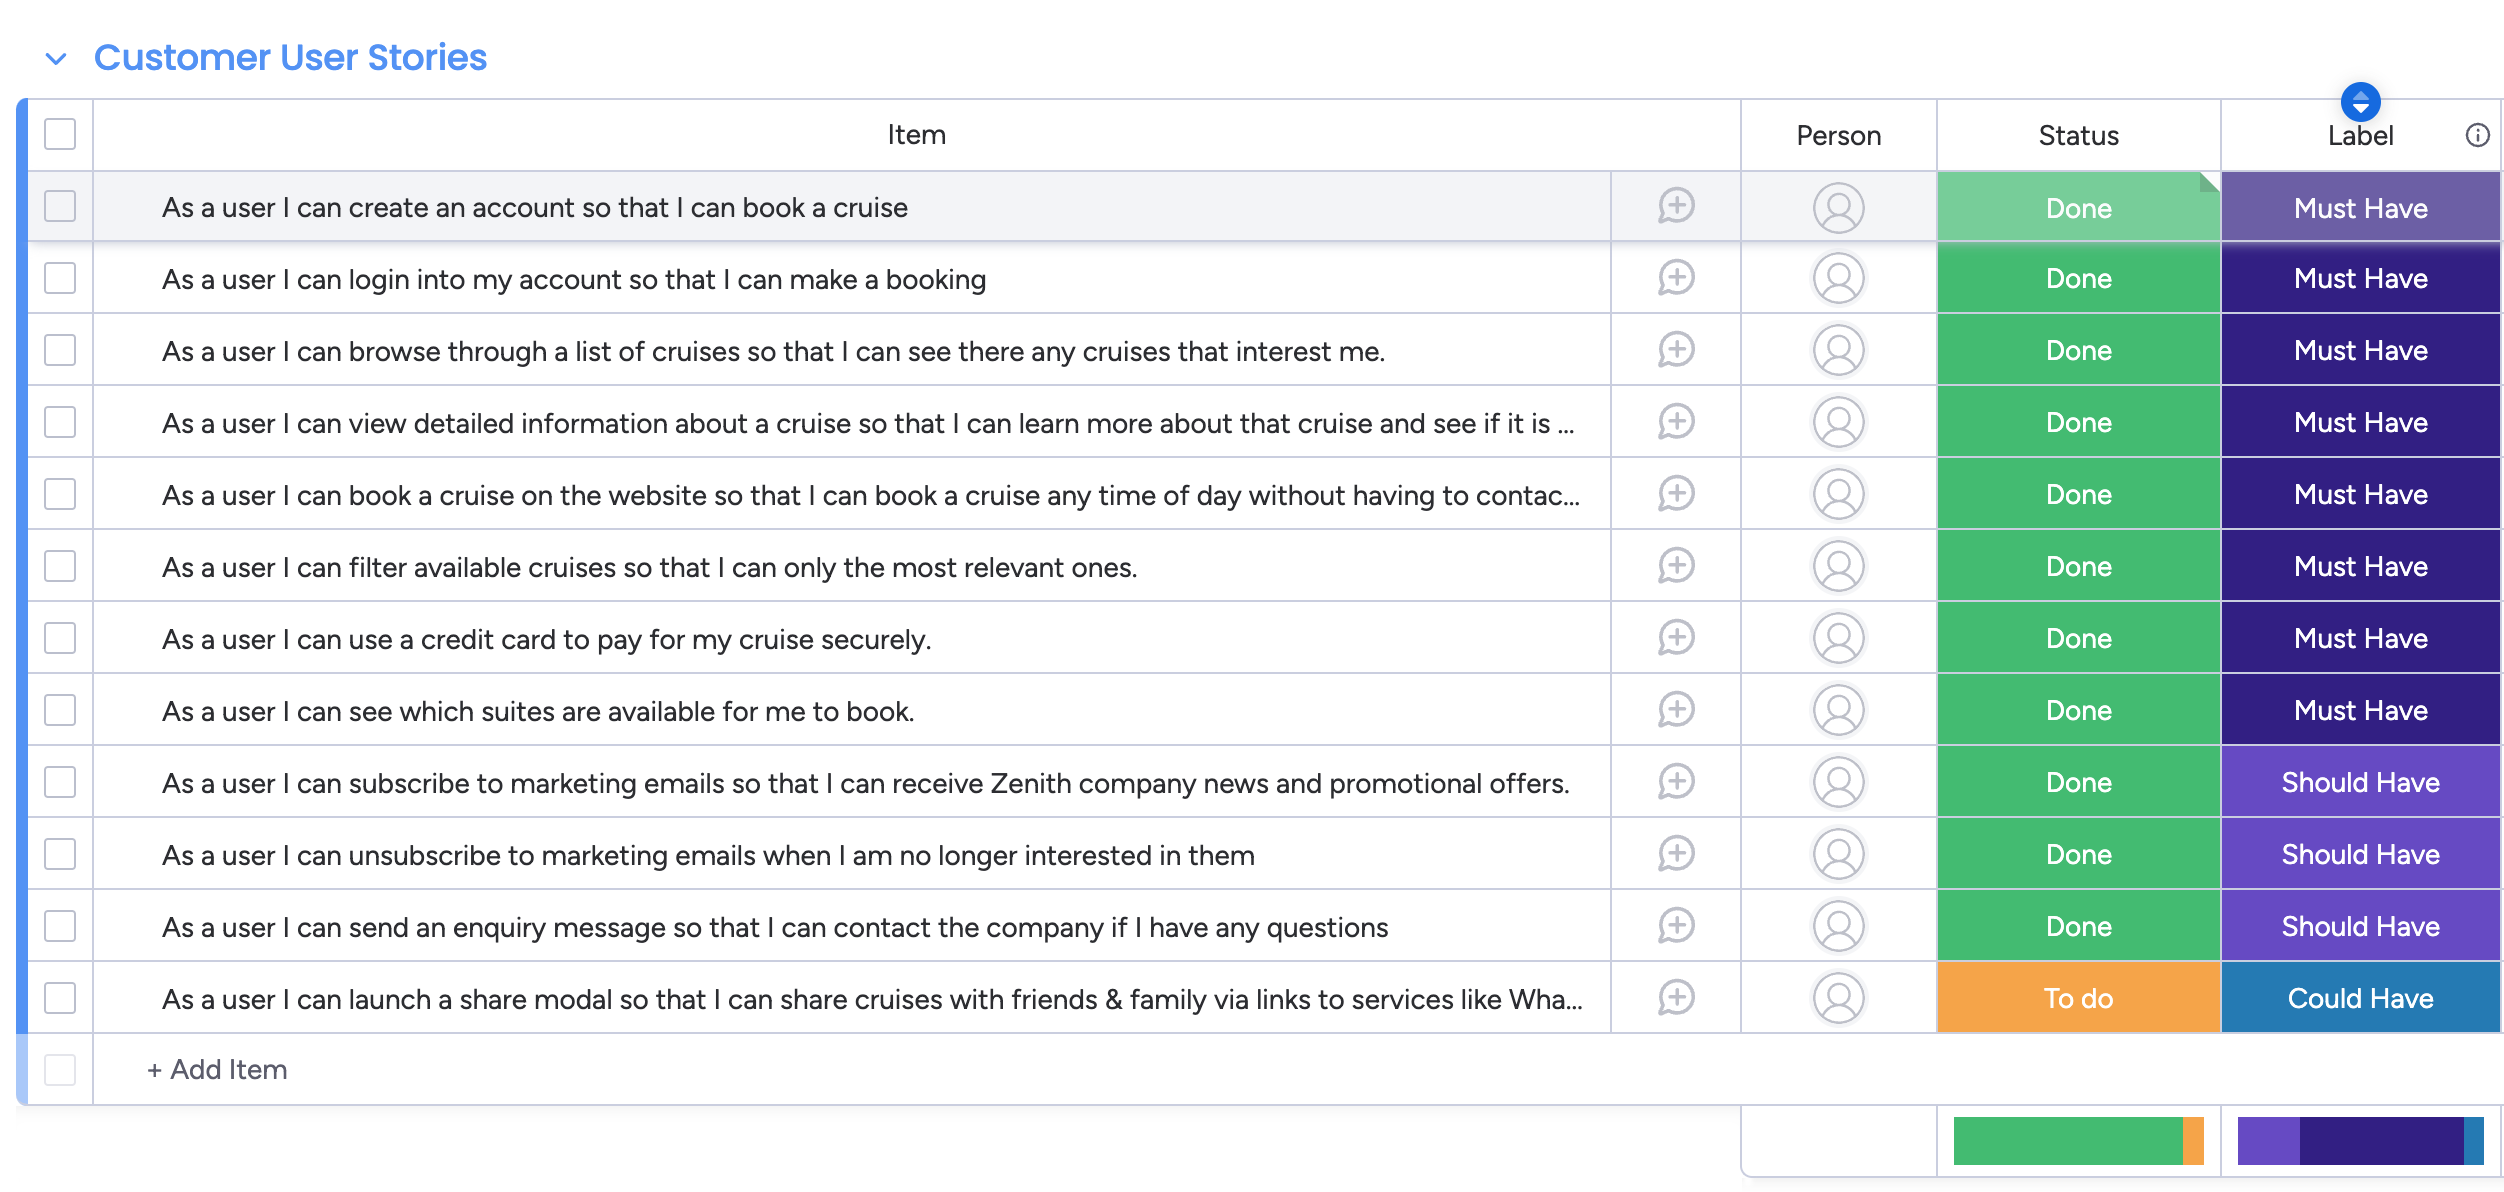 Customer User Stories
Item Person Status Label
As a user I can create an account so that I can book a cruise Done Must Have
As a user I can login into my account so that I can make a booking Done Must Have
As a user I can browse through a list of cruises so that I can see there any cruises that interest me. Done Must Have
As a user I can view detailed information about a cruise so that I can learn more about that cruise and see if it is ... Done Must Have
As a user I can book a cruise on the website so that I can book a cruise any time of day without having to contac... Done Must Have
As a user I can filter available cruises so that I can only the most relevant ones. Done Must Have
As a user I can use a credit card to pay for my cruise securely. Done Must Have
As a user I can see which suites are available for me to book. Done Must Have
As a user I can subscribe to marketing emails so that I can receive Zenith company news and promotional offers. Done Should Have
As a user I can unsubscribe to marketing emails when I am no longer interested in them Done Should Have
As a user I can send an enquiry message so that I can contact the company if I have any questions Done Should Have
As a user I can launch a share modal so that I can share cruises with friends & family via links to services like Wha... To do Could Have
+ Add Item